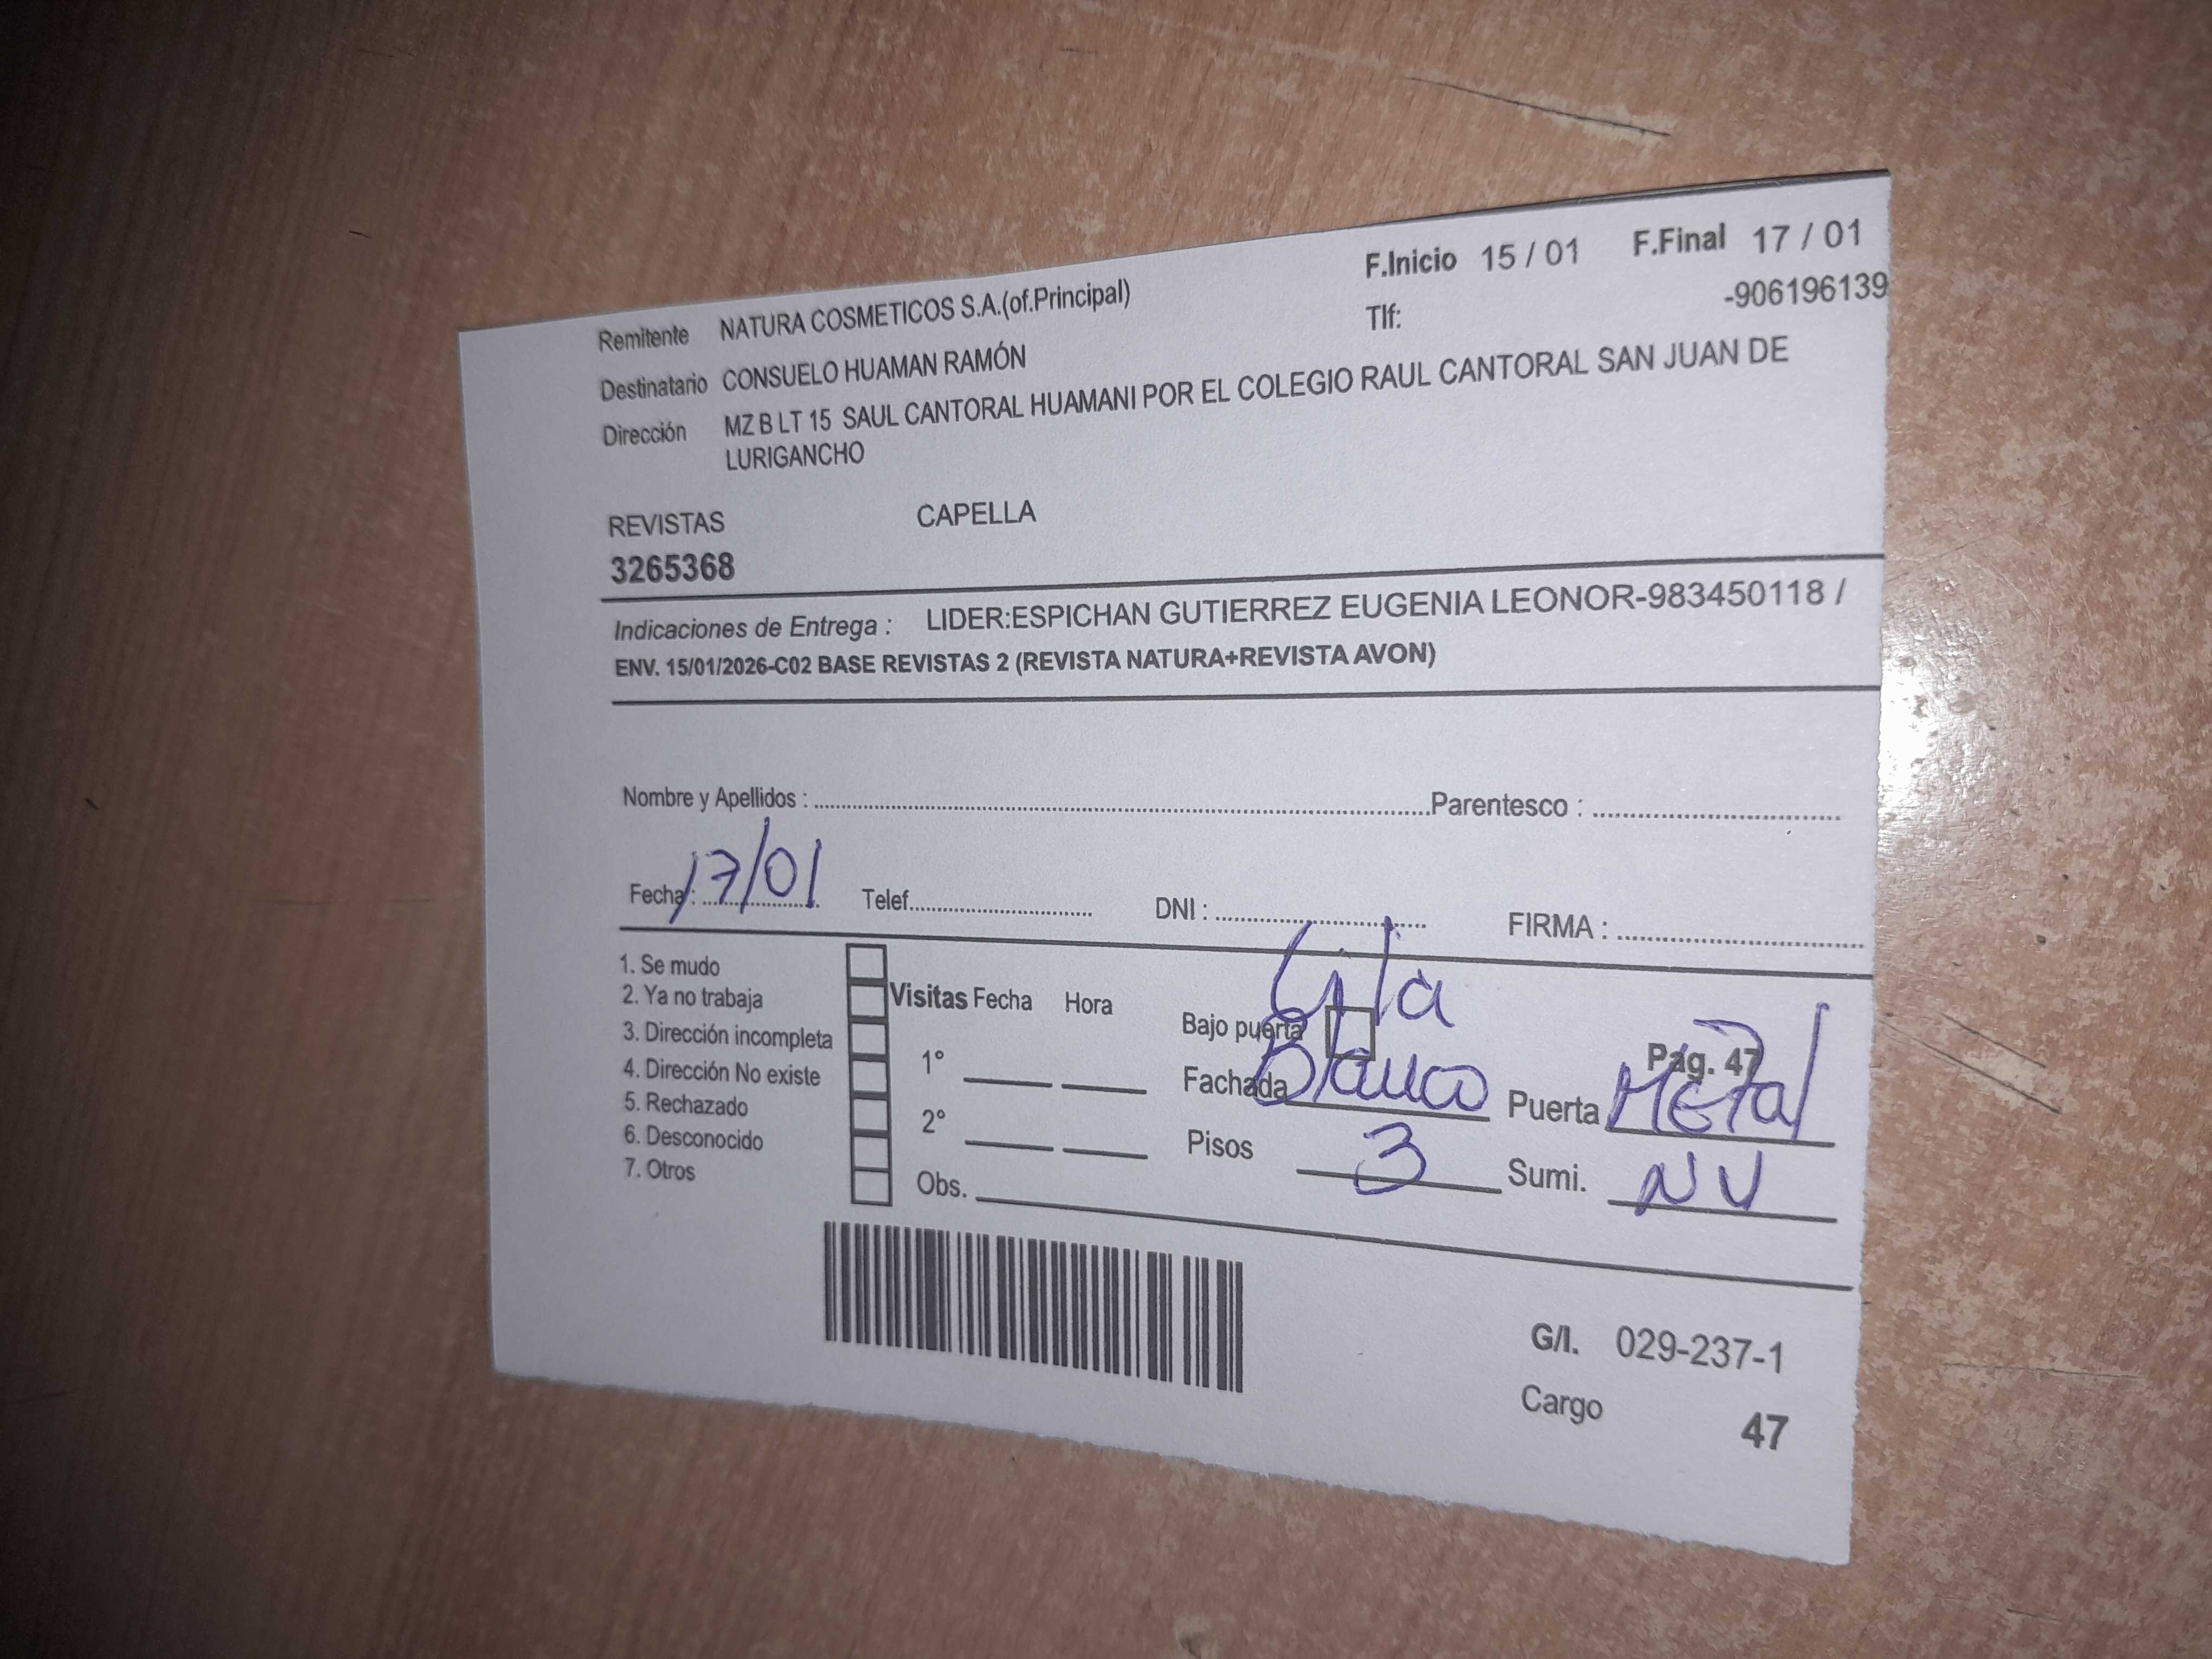 F.Inicio 15 / 01 F.Final 17 / 01
Remitente NATURA COSMETICOS S.A.(of.Principal) Tlf: -906196139
Destinatario CONSUELO HUAMAN RAMÓN
Dirección MZ B LT 15 SAUL CANTORAL HUAMANI POR EL COLEGIO RAUL CANTORAL SAN JUAN DE
LURIGANCHO
REVISTAS CAPELLA
3265368
Indicaciones de Entrega : LIDER:ESPICHAN GUTIERREZ EUGENIA LEONOR-983450118 /
ENV. 15/01/2026-C02 BASE REVISTAS 2 (REVISTA NATURA+REVISTA AVON)
Nombre y Apellidos : Parentesco :
Fecha : 17/01 Telef. DNI : FIRMA :
1. Se mudo
2. Ya no trabaja
3. Dirección incompleta
4. Dirección No existe
5. Rechazado
6. Desconocido
7. Otros
Visitas Fecha Hora
1°
2°
Obs.
Lila
Bajo puerta Pag. 47
Fachada Blanco Puerta Metal
Pisos 3 Sumi. NV
G/I. 029-237-1
Cargo 47